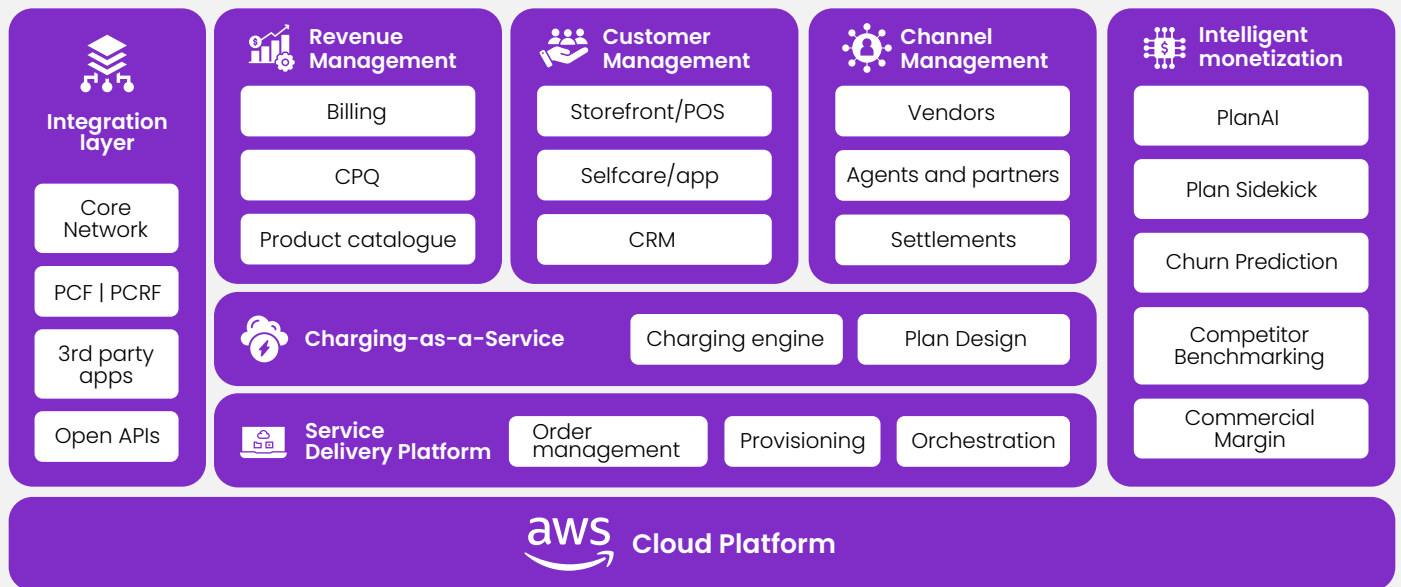 Integration
layer
Core
Network
PCF | PCRF
3rd party
apps
Open APIs
Revenue
Management
Billing
CPQ
Product catalogue
Customer
Management
Storefront/POS
Selfcare/app
CRM
Channel
Management
Vendors
Agents and partners
Settlements
Intelligent
monetization
PlanAI
Plan Sidekick
Churn Prediction
Competitor
Benchmarking
Commercial
Margin
Charging-as-a-Service
Charging engine
Plan Design
Service
Delivery Platform
Order
management
Provisioning
Orchestration
aws Cloud Platform